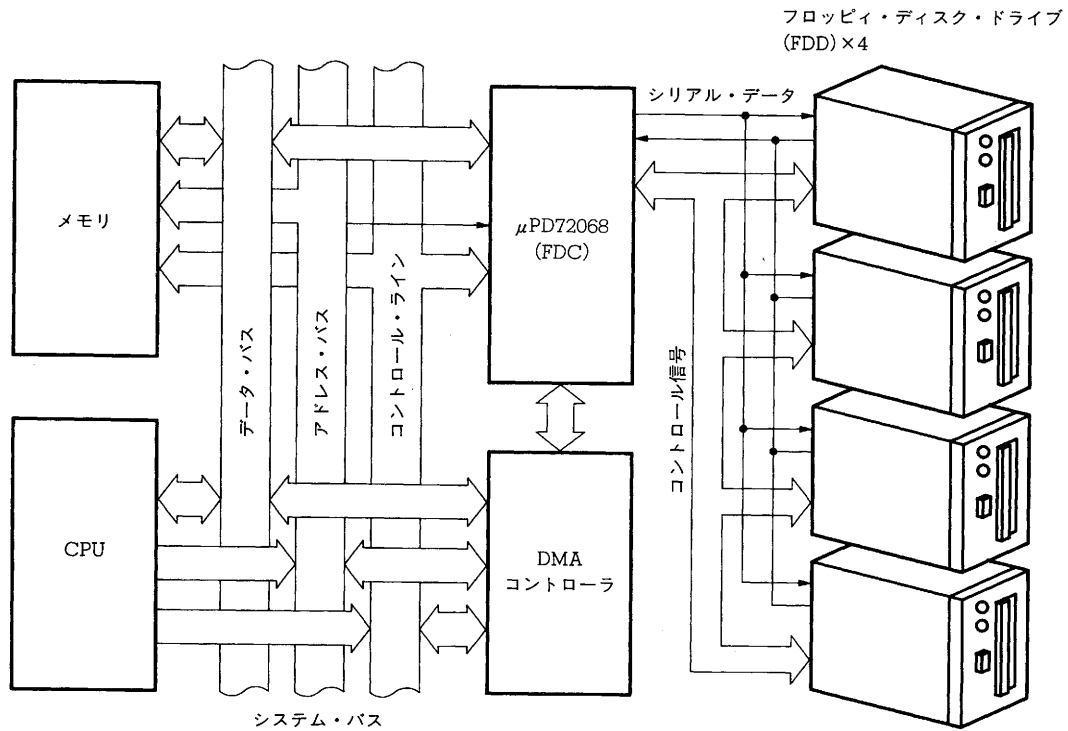 フロッピィ・ディスク・ドライブ
(FDD)×4
シリアル・データ
メモリ
μPD72068
(FDC)
データ・バス
アドレス・バス
コントロール・ライン
コントロール信号
CPU
DMA
コントローラ
システム・バス